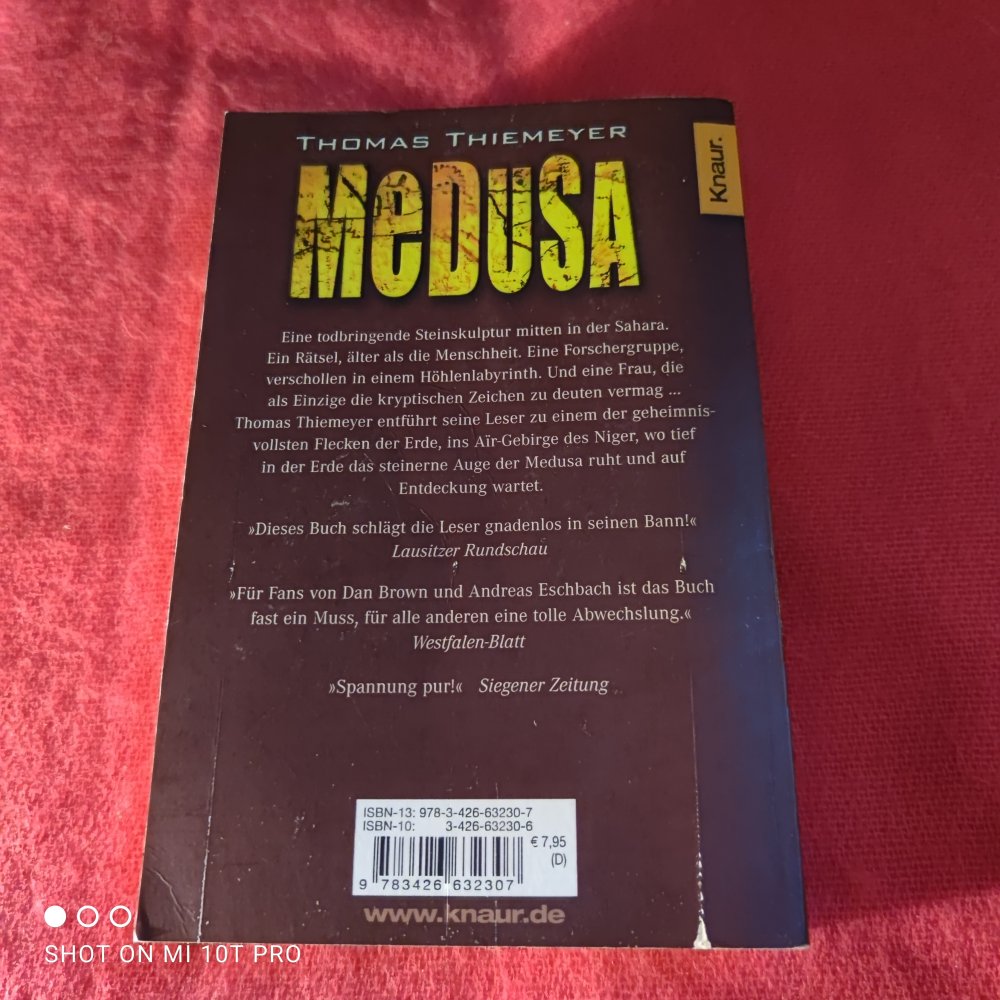 THOMAS THIEMEYER
Knaur.
MeDUSA
Eine todbringende Steinskulptur mitten in der Sahara.
Ein Rätsel, älter als die Menschheit. Eine Forschergruppe,
verschollen in einem Höhlenlabyrinth. Und eine Frau, die
als Einzige die kryptischen Zeichen zu deuten vermag ...
Thomas Thiemeyer entführt seine Leser zu einem der geheimnis-
vollsten Flecken der Erde, ins Aïr-Gebirge des Niger, wo tief
in der Erde das steinerne Auge der Medusa ruht und auf
Entdeckung wartet.
»Dieses Buch schlägt die Leser gnadenlos in seinen Bann!«
Lausitzer Rundschau
»Für Fans von Dan Brown und Andreas Eschbach ist das Buch
fast ein Muss, für alle anderen eine tolle Abwechslung.«
Westfalen-Blatt
»Spannung pur!« Siegener Zeitung
ISBN-13: 978-3-426-63230-7
ISBN-10: 3-426-63230-6
€ 7,95
(D)
9 783426 632307
www.knaur.de
SHOT ON MI 10T PRO